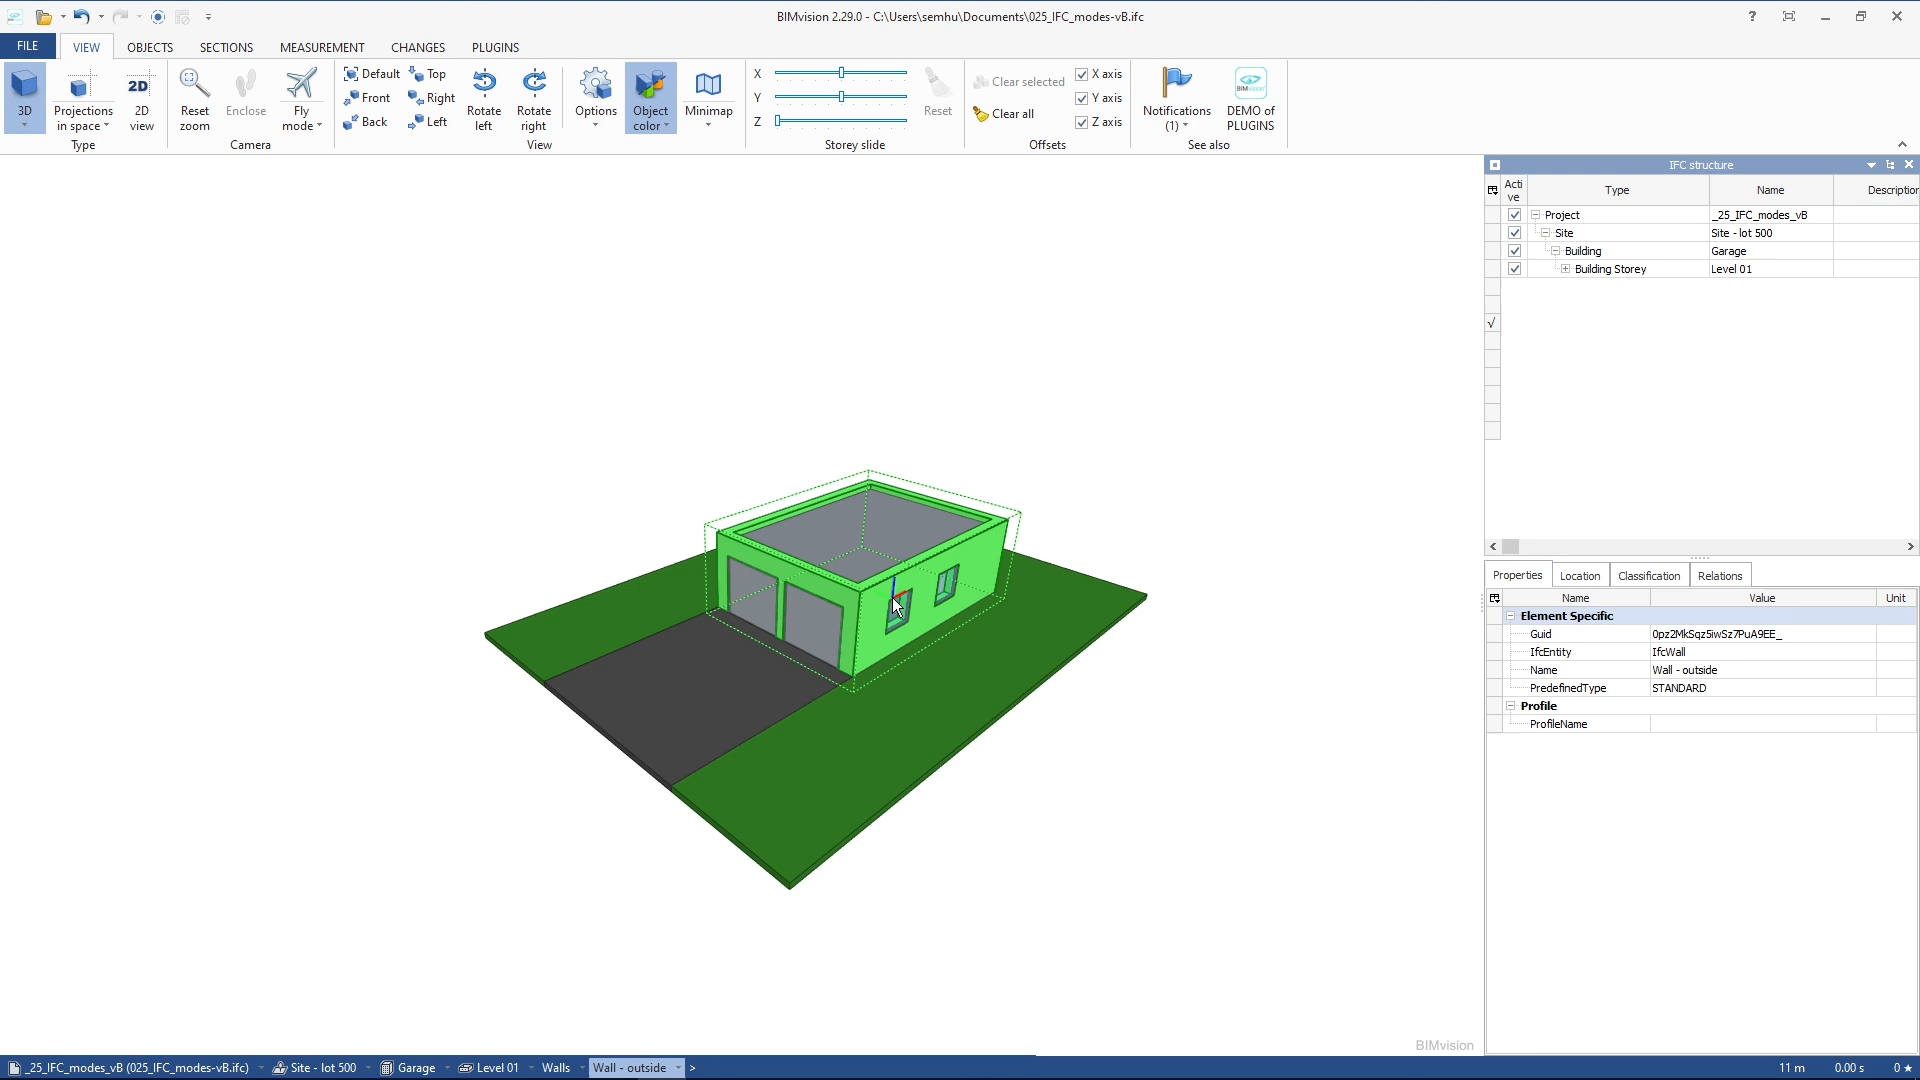 BIMvision 2.29.0 - C:\Users\semhu\Documents\025_IFC_modes-vB.ifc
?
FILE VIEW OBJECTS SECTIONS MEASUREMENT CHANGES PLUGINS
3D
Projections in space
2D
2D view
Type
Reset zoom
Enclose
Fly mode
Camera
Default Top
Front Right
Back Left
Rotate left
Rotate right
Options
Object color
Minimap
View
X
Y
Z
Reset
Storey slide
Clear selected
Clear all
X axis
Y axis
Z axis
Offsets
Notifications (1)
BIMvision
DEMO of PLUGINS
See also
IFC structure
Active Type Name Description
Project _25_IFC_modes_vB
Site Site - lot 500
Building Garage
Building Storey Level 01
√
Properties Location Classification Relations
Name Value Unit
Element Specific
Guid 0pz2MkSqz5iwSz7PuA9EE_
IfcEntity IfcWall
Name Wall - outside
PredefinedType STANDARD
Profile
ProfileName
BIMvision
_25_IFC_modes_vB (025_IFC_modes-vB.ifc) Site - lot 500 Garage Level 01 Walls Wall - outside >
11 m 0.00 s 0